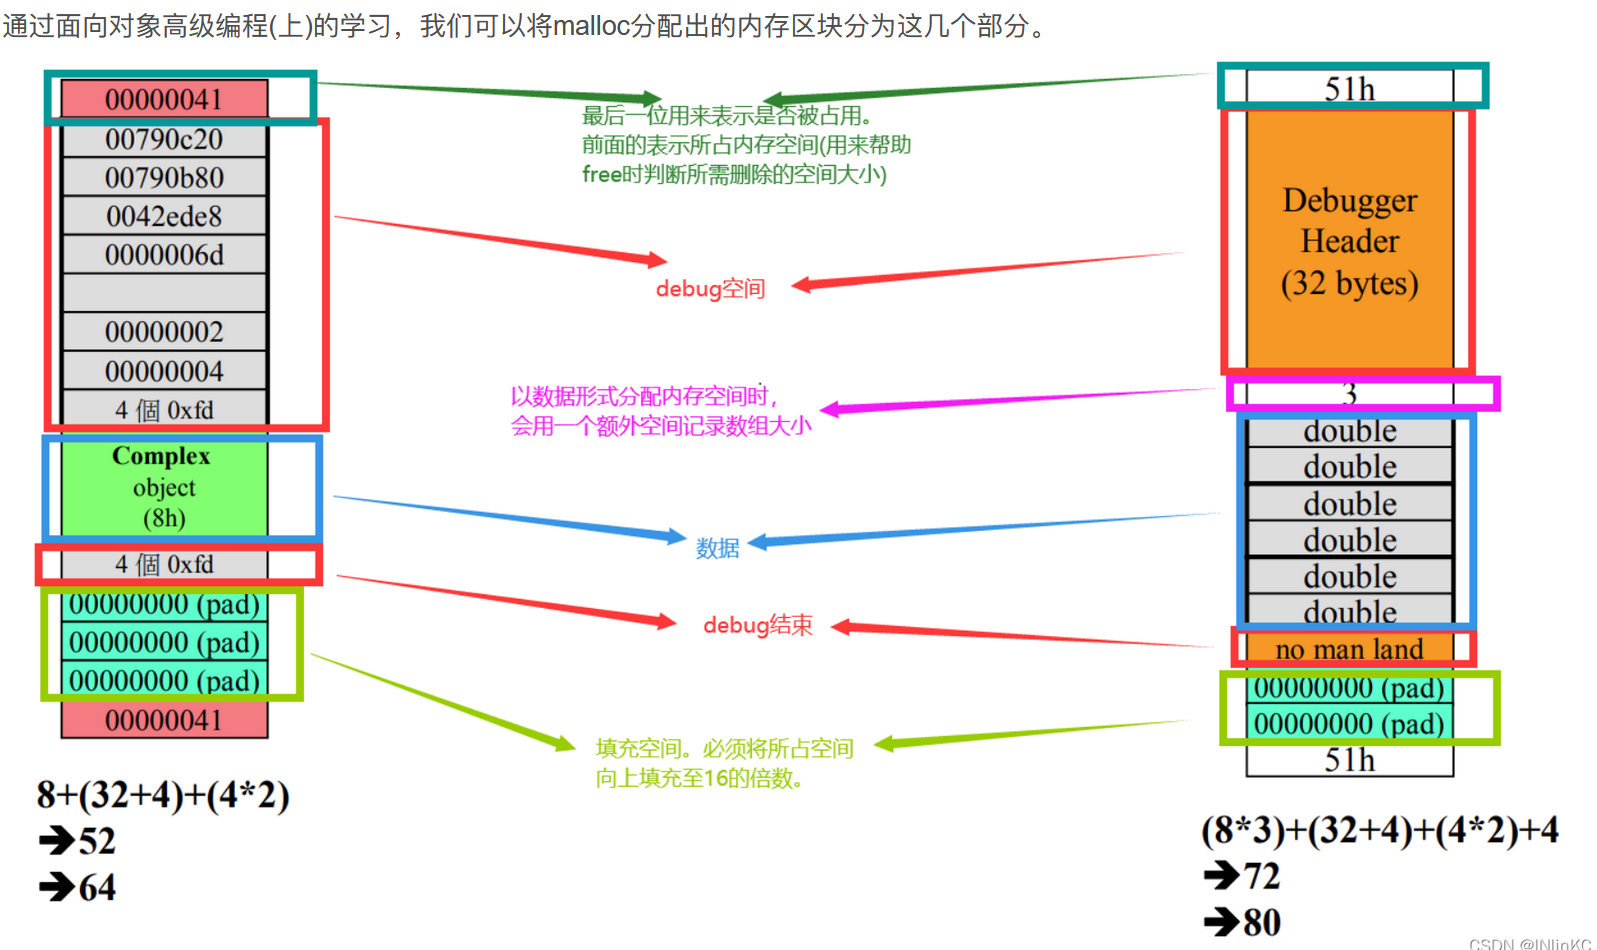 通过面向对象高级编程(上)的学习，我们可以将malloc分配出的内存区块分为这几个部分。
00000041
00790c20
00790b80
0042ede8
0000006d
00000002
00000004
4 個 0xfd
Complex
object
(8h)
4 個 0xfd
00000000 (pad)
00000000 (pad)
00000000 (pad)
00000041
8+(32+4)+(4*2)
➔52
➔64
最后一位用来表示是否被占用。
前面的表示所占内存空间(用来帮助
free时判断所需删除的空间大小)
debug空间
以数据形式分配内存空间时，
会用一个额外空间记录数组大小
数据
debug结束
填充空间。必须将所占空间
向上填充至16的倍数。
51h
Debugger
Header
(32 bytes)
3
double
double
double
double
double
double
no man land
00000000 (pad)
00000000 (pad)
51h
(8*3)+(32+4)+(4*2)+4
➔72
➔80
CSDN @INlinKC